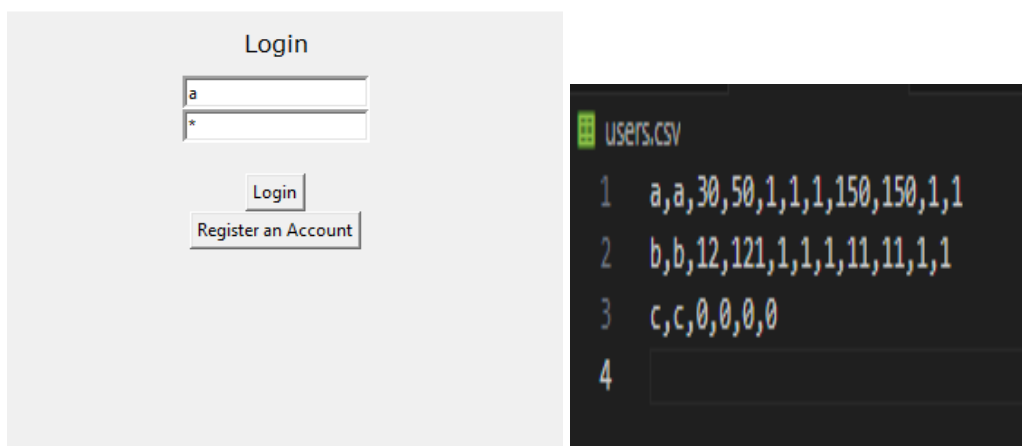 Login
a
*
Login
Register an Account
users.csv
1 a,a,30,50,1,1,1,150,150,1,1
2 b,b,12,121,1,1,1,11,11,1,1
3 c,c,0,0,0,0
4